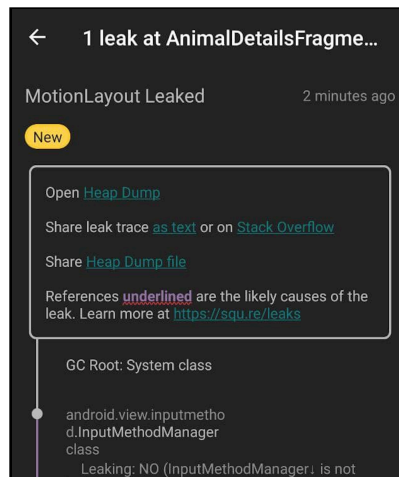 1 leak at AnimalDetailsFragme...
MotionLayout Leaked 2 minutes ago
New
Open Heap Dump
Share leak trace as text or on Stack Overflow
Share Heap Dump file
References underlined are the likely causes of the
leak. Learn more at https://squ.re/leaks
GC Root: System class
android.view.inputmetho
d.InputMethodManager
class
Leaking: NO (InputMethodManager↓ is not